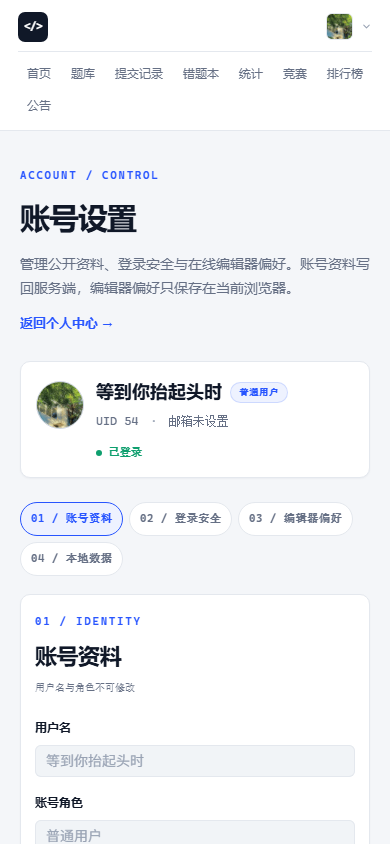 </>
首页 题库 提交记录 错题本 统计 竞赛 排行榜
公告
ACCOUNT / CONTROL
账号设置
管理公开资料、登录安全与在线编辑器偏好。账号资料写
回服务端，编辑器偏好只保存在当前浏览器。
返回个人中心 →
等到你抬起头时 普通用户
UID 54 · 邮箱未设置
已登录
01 / 账号资料 02 / 登录安全 03 / 编辑器偏好
04 / 本地数据
01 / IDENTITY
账号资料
用户名与角色不可修改
用户名
等到你抬起头时
账号角色
普通用户